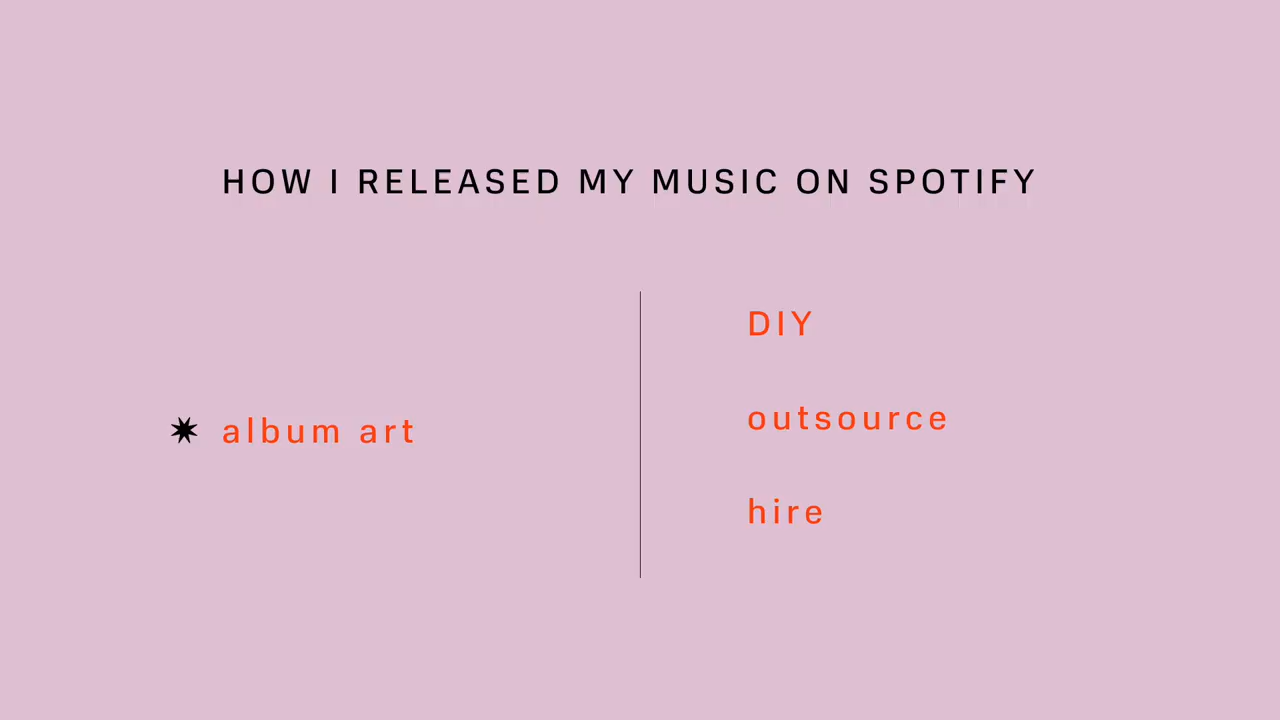 HOW I RELEASED MY MUSIC ON SPOTIFY
album art
DIY
outsource
hire